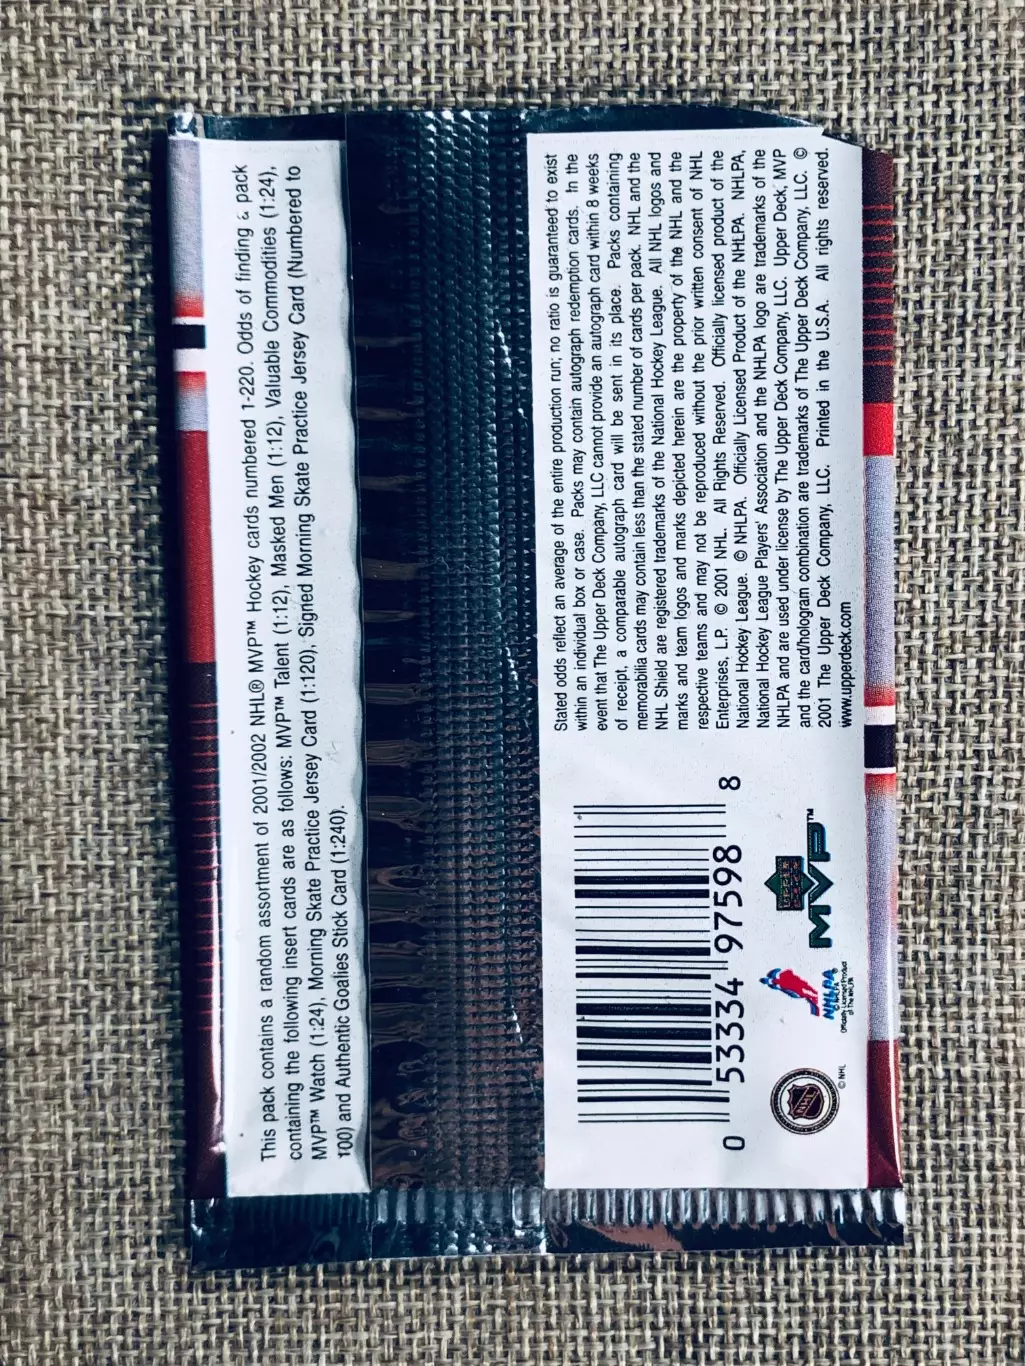 This pack contains a random assortment of 2001/2002 NHL® MVP™ Hockey cards numbered 1-220. Odds of finding a pack
containing the following insert cards are as follows: MVP™ Talent (1:12), Masked Men (1:12), Valuable Commodities (1:24),
MVP™ Watch (1:24), Morning Skate Practice Jersey Card (1:120), Signed Morning Skate Practice Jersey Card (Numbered to
100) and Authentic Goalies Stick Card (1:240).
Stated odds reflect an average of the entire production run; no ratio is guaranteed to exist
within an individual box or case. Packs may contain autograph redemption cards. In the
event that The Upper Deck Company, LLC cannot provide an autograph card within 8 weeks
of receipt, a comparable autograph card will be sent in its place. Packs containing
memorabilia cards may contain less than the stated number of cards per pack. NHL and the
NHL Shield are registered trademarks of the National Hockey League. All NHL logos and
marks and team logos and marks depicted herein are the property of the NHL and the
respective teams and may not be reproduced without the prior written consent of NHL
Enterprises, L.P. © 2001 NHL. All Rights Reserved. Officially licensed product of the
National Hockey League. © NHLPA. Officially Licensed Product of the NHLPA. NHLPA,
National Hockey League Players' Association and the NHLPA logo are trademarks of the
NHLPA and are used under license by The Upper Deck Company, LLC. Upper Deck, MVP
and the card/hologram combination are trademarks of The Upper Deck Company, LLC. ©
2001 The Upper Deck Company, LLC. Printed in the U.S.A. All rights reserved.
www.upperdeck.com
0 53334 97598 8
NHL
© NHL
NHLPA
© NHLPA
Officially Licensed Product
of The NHLPA
UPPER
DECK
MVP™